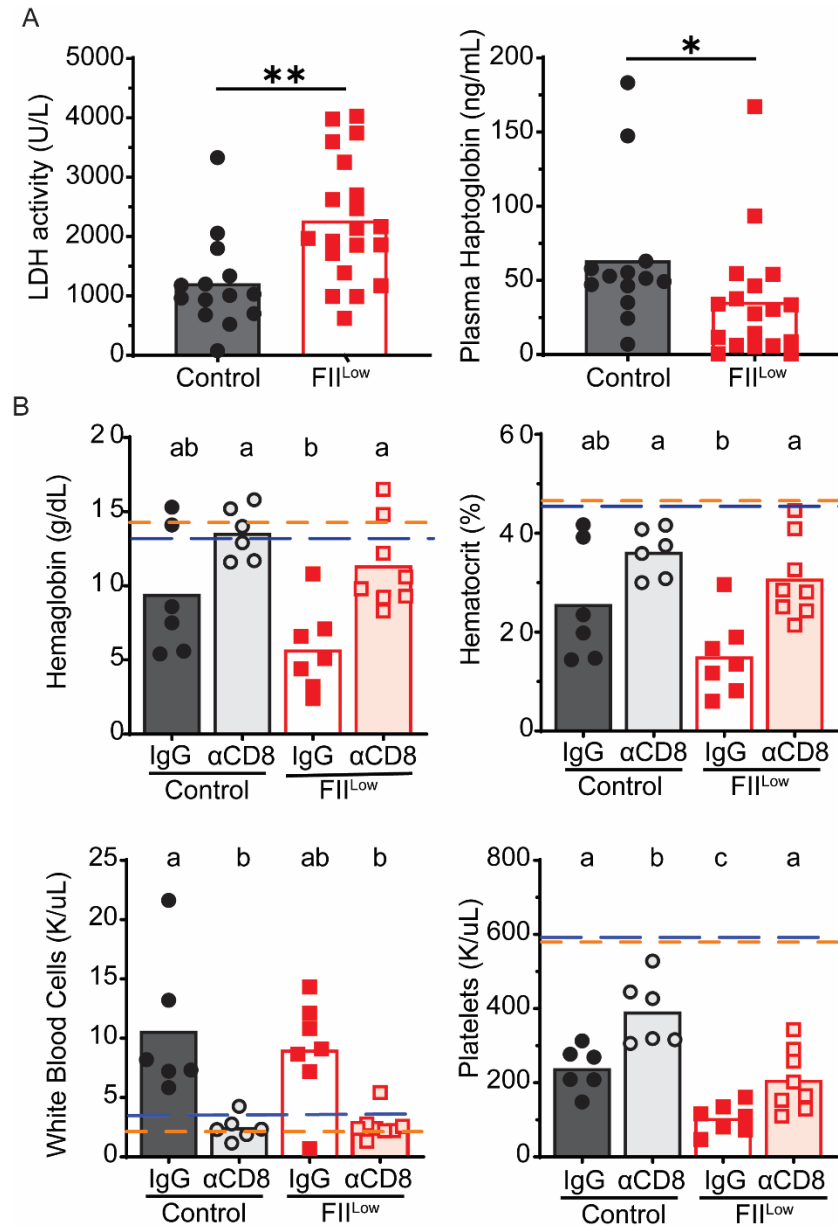 A
LDH activity (U/L)
5000
4000
3000
2000
1000
0
**
Control
FII^Low
Plasma Haptoglobin (ng/mL)
200
150
100
50
0
*
Control
FII^Low
B
Hemaglobin (g/dL)
20
15
10
5
0
ab a b a
IgG αCD8 IgG αCD8
Control FII^Low
Hematocrit (%)
60
40
20
0
ab a b a
IgG αCD8 IgG αCD8
Control FII^Low
White Blood Cells (K/uL)
25
20
15
10
5
0
a b ab b
IgG αCD8 IgG αCD8
Control FII^Low
Platelets (K/uL)
800
600
400
200
0
a b c a
IgG αCD8 IgG αCD8
Control FII^Low